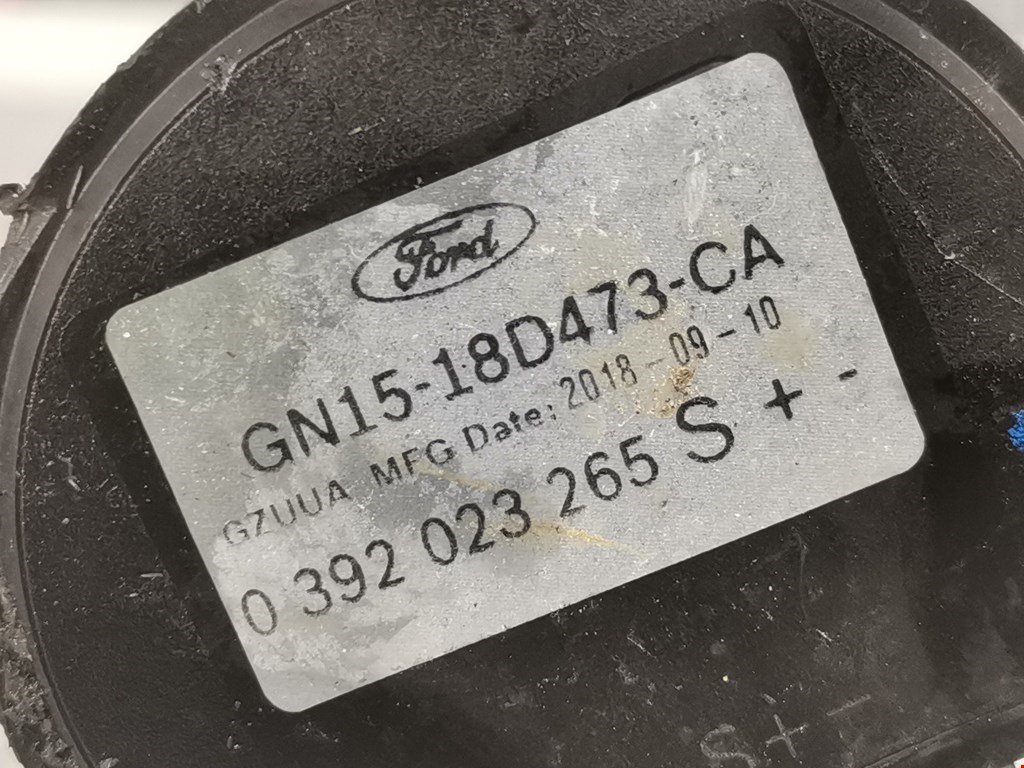 Ford
GN15-18D473-CA
GZUUA MFG Date: 2018-09-10
0 392 023 265 S + -
S + -